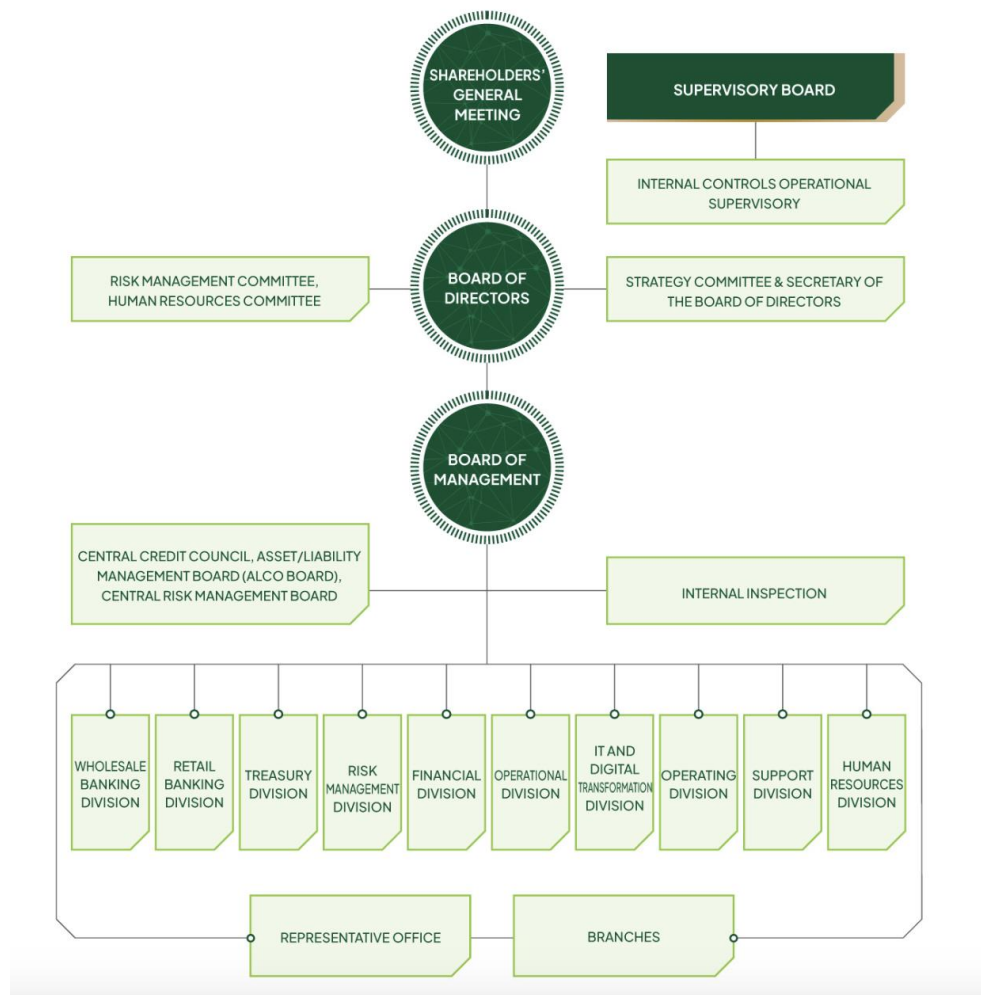 SHAREHOLDERS'
GENERAL
MEETING
SUPERVISORY BOARD
INTERNAL CONTROLS OPERATIONAL
SUPERVISORY
RISK MANAGEMENT COMMITTEE,
HUMAN RESOURCES COMMITTEE
BOARD OF
DIRECTORS
STRATEGY COMMITTEE & SECRETARY OF
THE BOARD OF DIRECTORS
BOARD OF
MANAGEMENT
CENTRAL CREDIT COUNCIL, ASSET/LIABILITY
MANAGEMENT BOARD (ALCO BOARD),
CENTRAL RISK MANAGEMENT BOARD
INTERNAL INSPECTION
WHOLESALE
BANKING
DIVISION
RETAIL
BANKING
DIVISION
TREASURY
DIVISION
RISK
MANAGEMENT
DIVISION
FINANCIAL
DIVISION
OPERATIONAL
DIVISION
IT AND
DIGITAL
TRANSFORMATION
DIVISION
OPERATING
DIVISION
SUPPORT
DIVISION
HUMAN
RESOURCES
DIVISION
REPRESENTATIVE OFFICE
BRANCHES